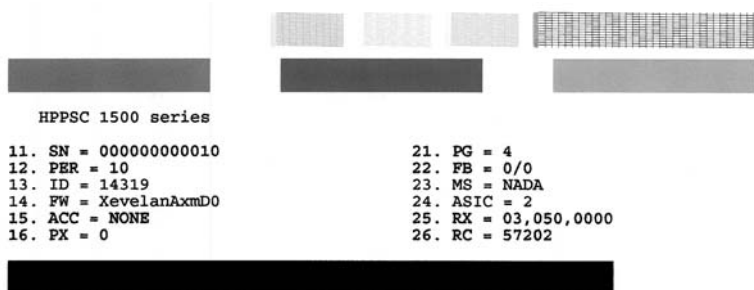 HPPSC 1500 series
11. SN = 000000000010
12. PER = 10
13. ID = 14319
14. FW = XevelanAxmD0
15. ACC = NONE
16. PX = 0
21. PG = 4
22. FB = 0/0
23. MS = NADA
24. ASIC = 2
25. RX = 03,050,0000
26. RC = 57202